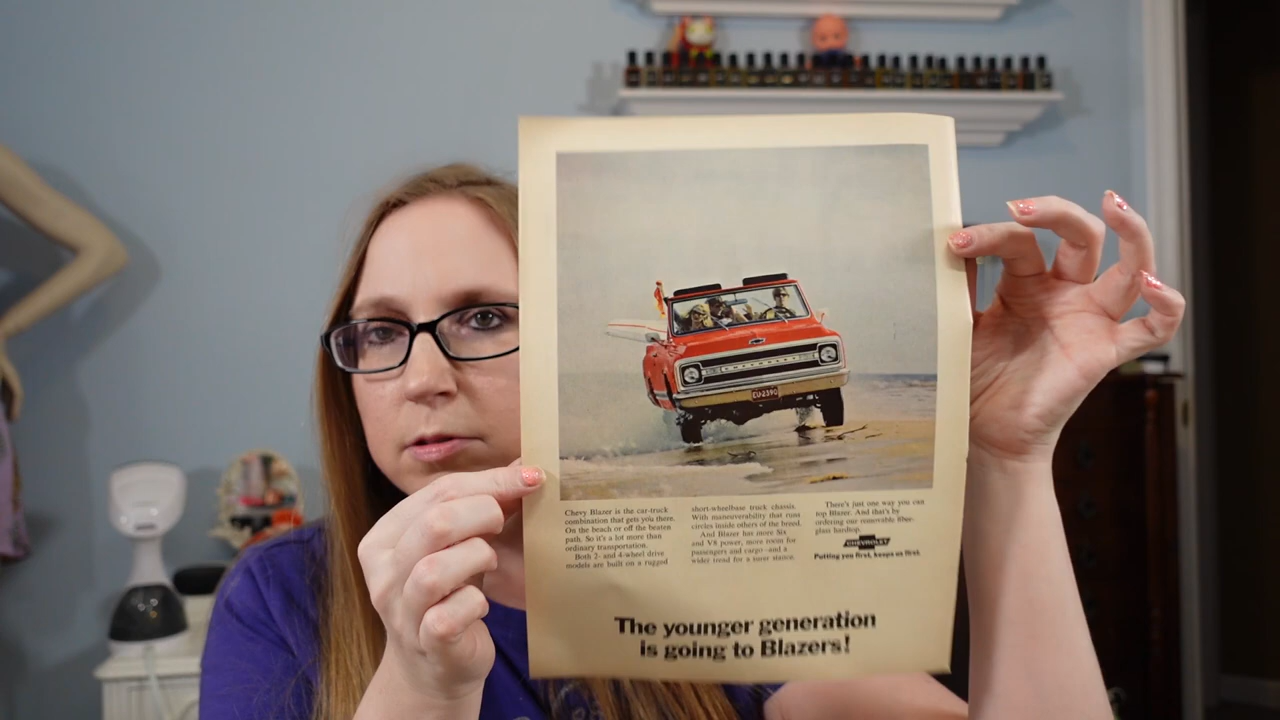 CHEVROLET
EU-2390
Chevy Blazer is the car-truck
combination that gets you there.
On the beach or off the beaten
path. So it's a lot more than
ordinary transportation.
Both 2- and 4-wheel drive
models are built on a rugged
short-wheelbase truck chassis.
With maneuverability that runs
circles inside others of the breed.
And Blazer has more Six
and V8 power, more room for
passengers and cargo—and a
wider trend for a surer stance.
There's just one way you can
top Blazer. And that's by
ordering our removable fiber-
glass hardtop.
CHEVROLET
Putting you first, keeps us first.
The younger generation
is going to Blazers!